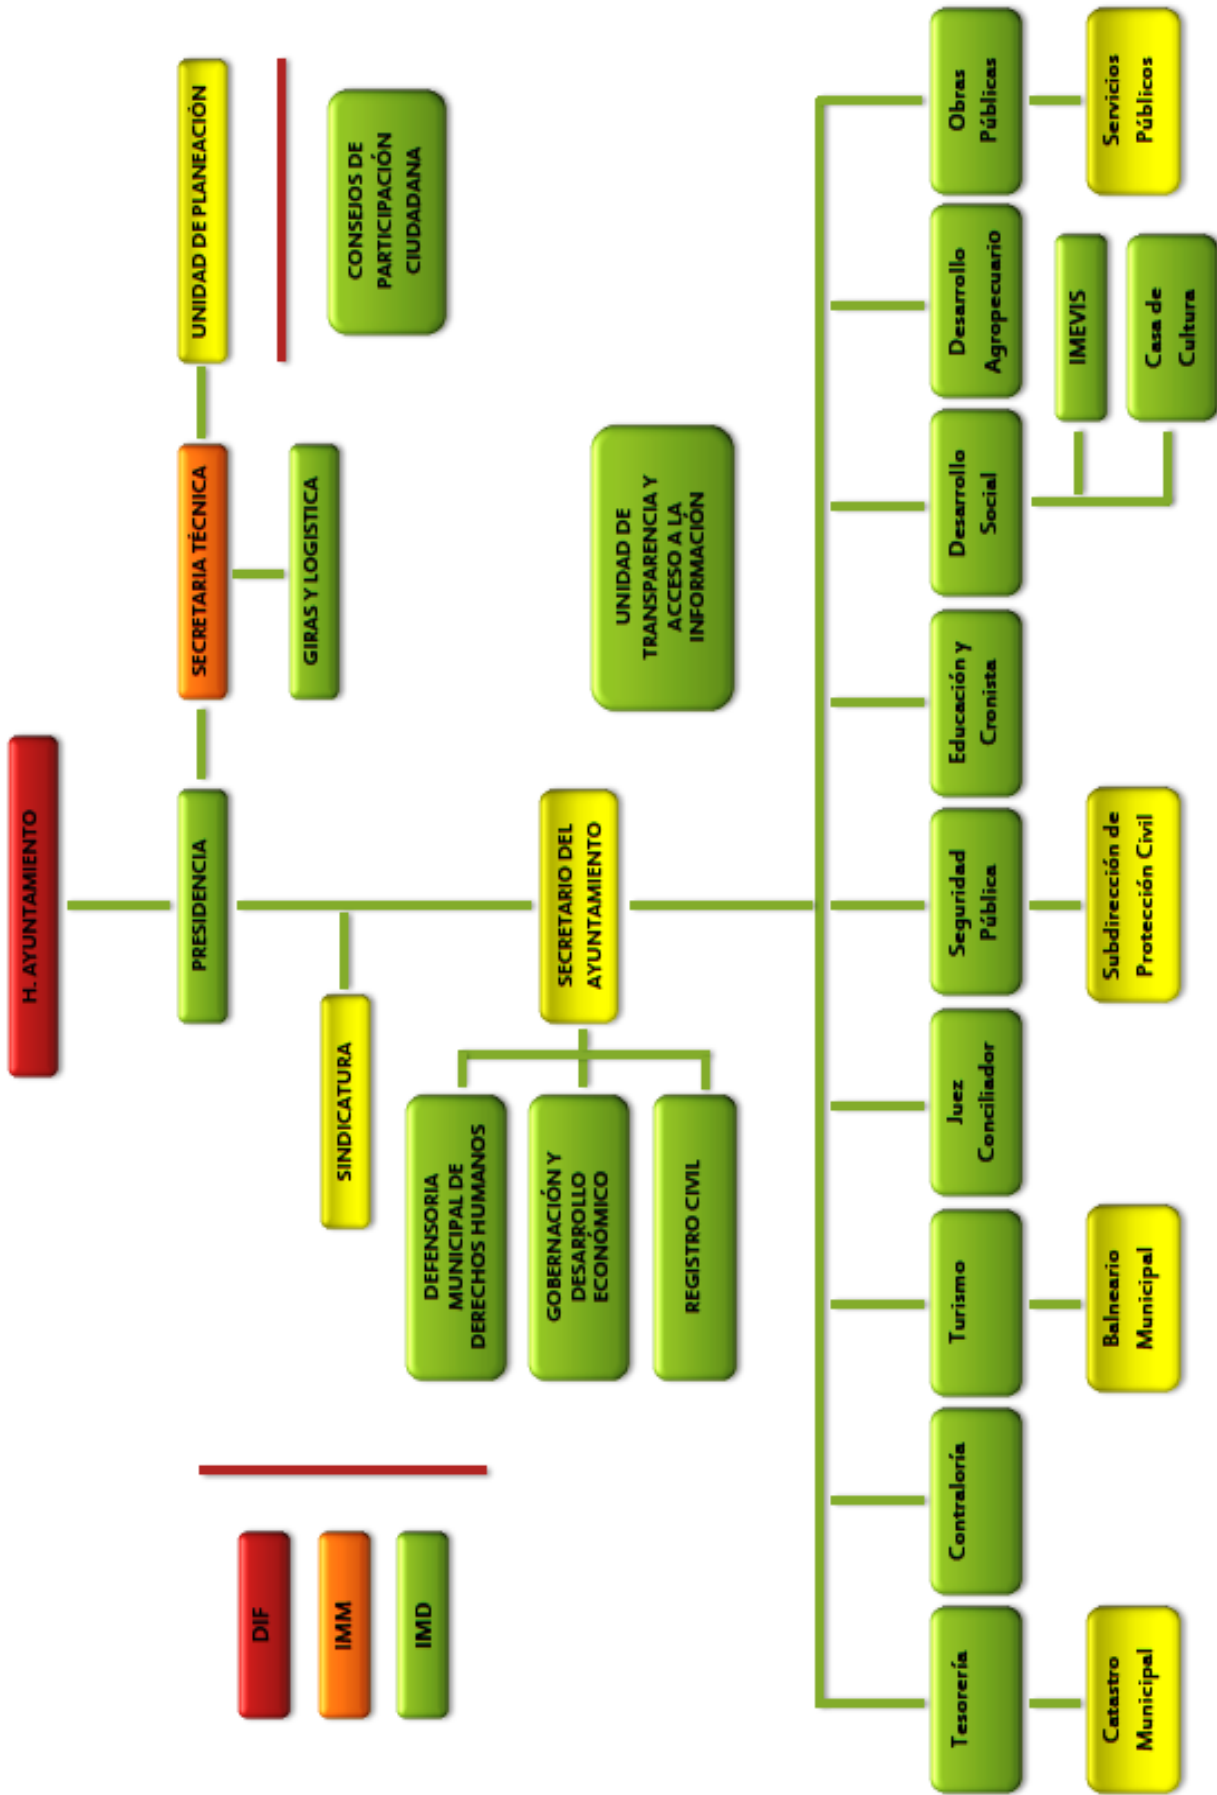 H. AYUNTAMIENTO
PRESIDENCIA
SECRETARIA TÉCNICA
UNIDAD DE PLANEACIÓN
GIRAS Y LOGISTICA
CONSEJOS DE
PARTICIPACIÓN
CIUDADANA
DIF
IMM
IMD
SINDICATURA
SECRETARIO DEL
AYUNTAMIENTO
DEFENSORIA
MUNICIPAL DE
DERECHOS HUMANOS
GOBERNACIÓN Y
DESARROLLO
ECONÓMICO
REGISTRO CIVIL
UNIDAD DE
TRANSPARENCIA Y
ACCESO A LA
INFORMACIÓN
Tesorería
Contraloría
Turismo
Juez
Conciliador
Seguridad
Pública
Educación y
Cronista
Desarrollo
Social
Desarrollo
Agropecuario
Obras
Públicas
Catastro
Municipal
Balneario
Municipal
Subdirección de
Protección Civil
IMEVIS
Casa de
Cultura
Servicios
Públicos